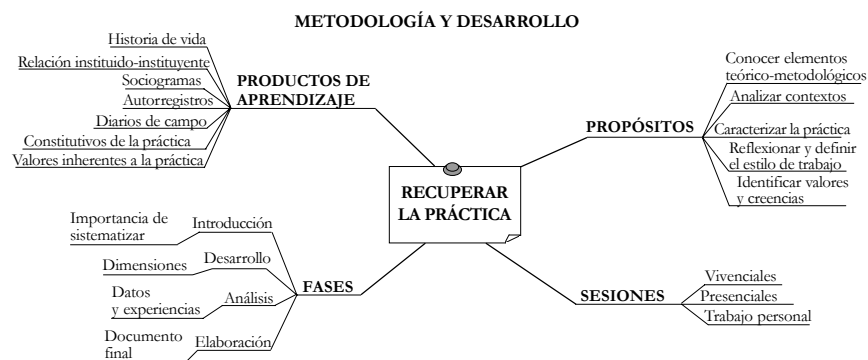 METODOLOGÍA Y DESARROLLO
Historia de vida
Relación instituido-instituyente
Sociogramas
Autorregistros
Diarios de campo
Constitutivos de la práctica
Valores inherentes a la práctica
PRODUCTOS DE
APRENDIZAJE
Conocer elementos
teórico-metodológicos
Analizar contextos
Caracterizar la práctica
Reflexionar y definir
el estilo de trabajo
Identificar valores
y creencias
PROPÓSITOS
RECUPERAR
LA PRÁCTICA
Importancia de
sistematizar
Introducción
Dimensiones
Desarrollo
Datos
y experiencias
Análisis
Documento
final
Elaboración
FASES
SESIONES
Vivenciales
Presenciales
Trabajo personal